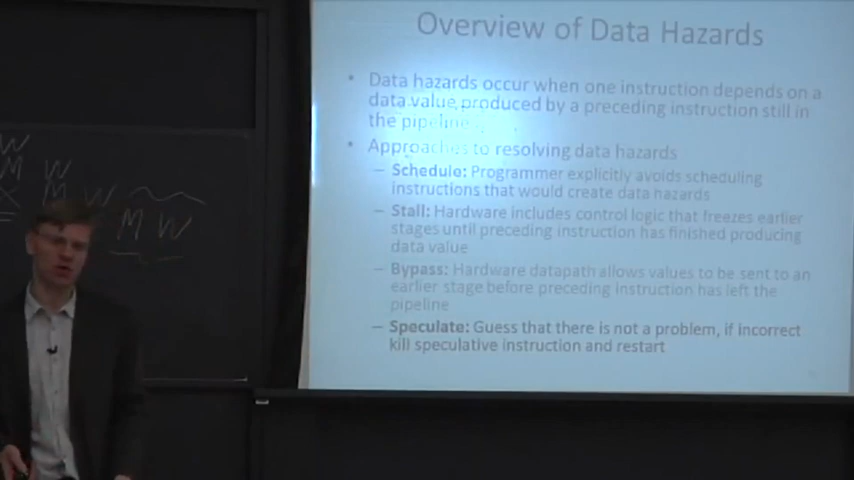 Overview of Data Hazards
• Data hazards occur when one instruction depends on a
data value produced by a preceding instruction still in
the pipeline
• Approaches to resolving data hazards
– Schedule: Programmer explicitly avoids scheduling
instructions that would create data hazards
– Stall: Hardware includes control logic that freezes earlier
stages until preceding instruction has finished producing
data value
– Bypass: Hardware datapath allows values to be sent to an
earlier stage before preceding instruction has left the
pipeline
– Speculate: Guess that there is not a problem, if incorrect
kill speculative instruction and restart
W
M W
X M W
M W